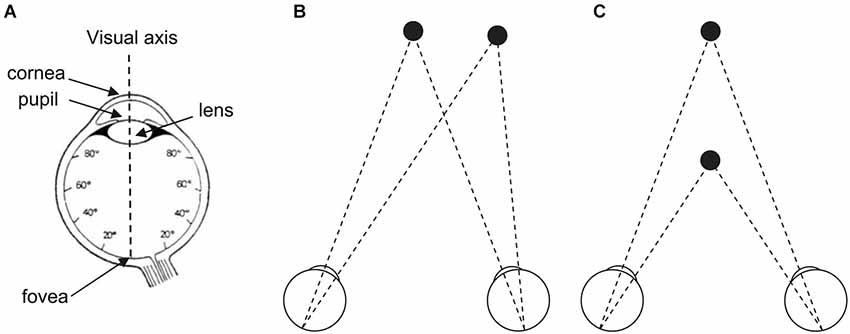 A
B
C
Visual axis
cornea
pupil
lens
80°
80°
60°
60°
40°
40°
20°
20°
fovea